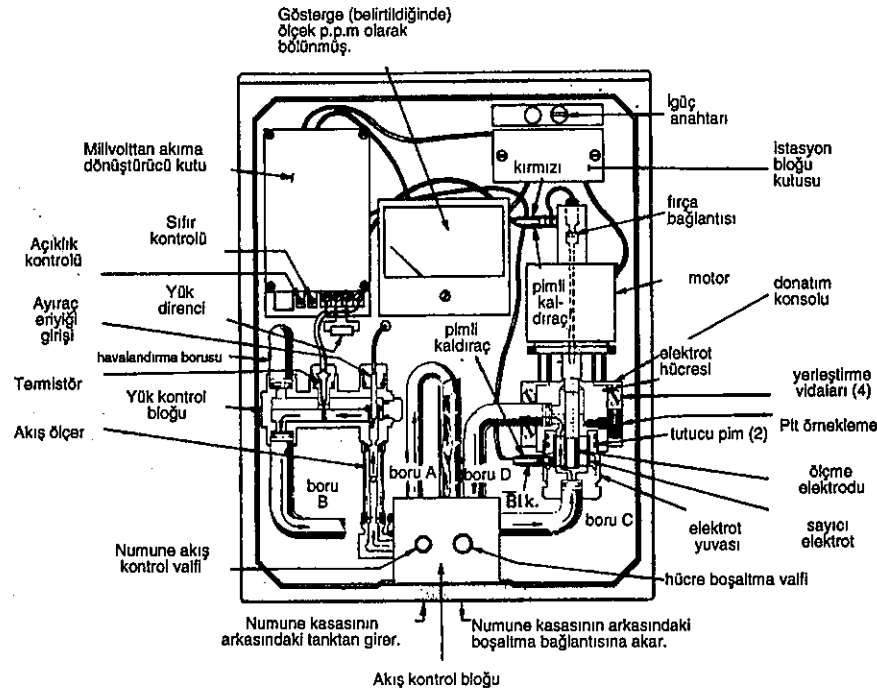 Gösterge (belirtildiğinde)
ölçek p.p.m olarak
bölünmüş.
İgüç
anahtarı
Millvolttan akıma
dönüştürücü kutu
kırmızı
istasyon
bloğu
kutusu
fırça
bağlantısı
Sıfır
kontrolü
Açıklık
kontrolü
pimli
kal-
dıraç
motor
donatım
konsolu
Yük
direnci
Ayıraç
eriyiği
girişi
pimli
kaldıraç
elektrot
hücresi
havalandırma borusu
Termistör
yerleştirme
vidaları (4)
Yük kontrol
bloğu
Plt örnekleme
tutucu pim (2)
Akış ölçer
boru A
boru D
boru
B
ölçme
elektrodu
Blk.
boru C
elektrot
yuvası
sayıcı
elektrot
Numune akış
kontrol valfi
hücre boşaltma valfi
Numune kasasının
arkasındaki tanktan girer.
Numune kasasının arkasındaki
boşaltma bağlantısına akar.
Akış kontrol bloğu